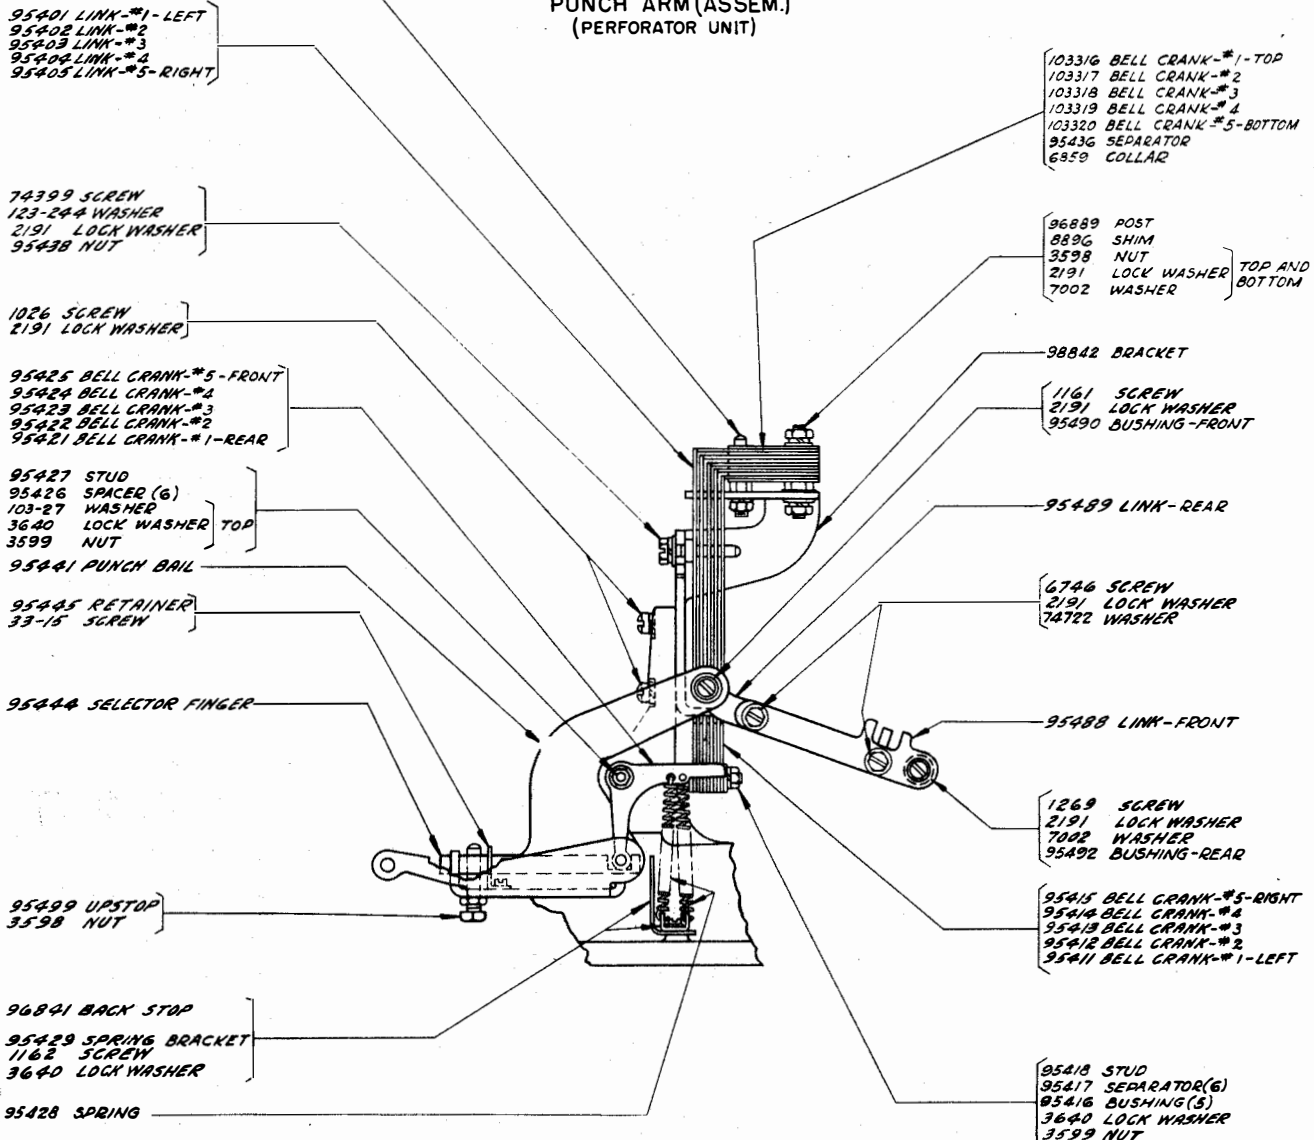 PUNCH ARM (ASSEM.)
(PERFORATOR UNIT)
95401 LINK-#1-LEFT
95402 LINK-#2
95403 LINK-#3
95404 LINK-#4
95405 LINK-#5-RIGHT
74399 SCREW
123-244 WASHER
2191 LOCK WASHER
95438 NUT
1026 SCREW
2191 LOCK WASHER
95425 BELL CRANK-#5-FRONT
95424 BELL CRANK-#4
95423 BELL CRANK-#3
95422 BELL CRANK-#2
95421 BELL CRANK-#1-REAR
95427 STUD
95426 SPACER (6)
103-27 WASHER
3640 LOCK WASHER
3599 NUT
TOP
95441 PUNCH BAIL
95445 RETAINER
33-15 SCREW
95444 SELECTOR FINGER
95499 UPSTOP
3598 NUT
96841 BACK STOP
95429 SPRING BRACKET
1162 SCREW
3640 LOCK WASHER
95428 SPRING
103316 BELL CRANK-#1-TOP
103317 BELL CRANK-#2
103318 BELL CRANK-#3
103319 BELL CRANK-#4
103320 BELL CRANK-#5-BOTTOM
95436 SEPARATOR
6859 COLLAR
96889 POST
8896 SHIM
3598 NUT
2191 LOCK WASHER
7002 WASHER
TOP AND
BOTTOM
98842 BRACKET
1161 SCREW
2191 LOCK WASHER
95490 BUSHING-FRONT
95489 LINK-REAR
6746 SCREW
2191 LOCK WASHER
74722 WASHER
95488 LINK-FRONT
1269 SCREW
2191 LOCK WASHER
7002 WASHER
95492 BUSHING-REAR
95415 BELL CRANK-#5-RIGHT
95414 BELL CRANK-#4
95413 BELL CRANK-#3
95412 BELL CRANK-#2
95411 BELL CRANK-#1-LEFT
95418 STUD
95417 SEPARATOR(6)
95416 BUSHING(5)
3640 LOCK WASHER
3599 NUT